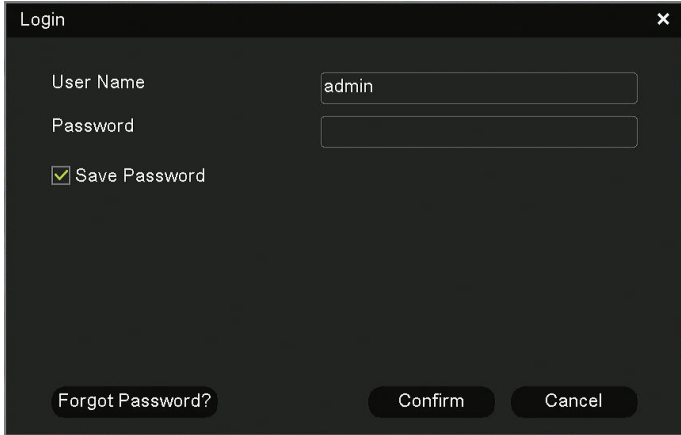 Login
User Name
admin
Password
Save Password
Forgot Password?
Confirm
Cancel